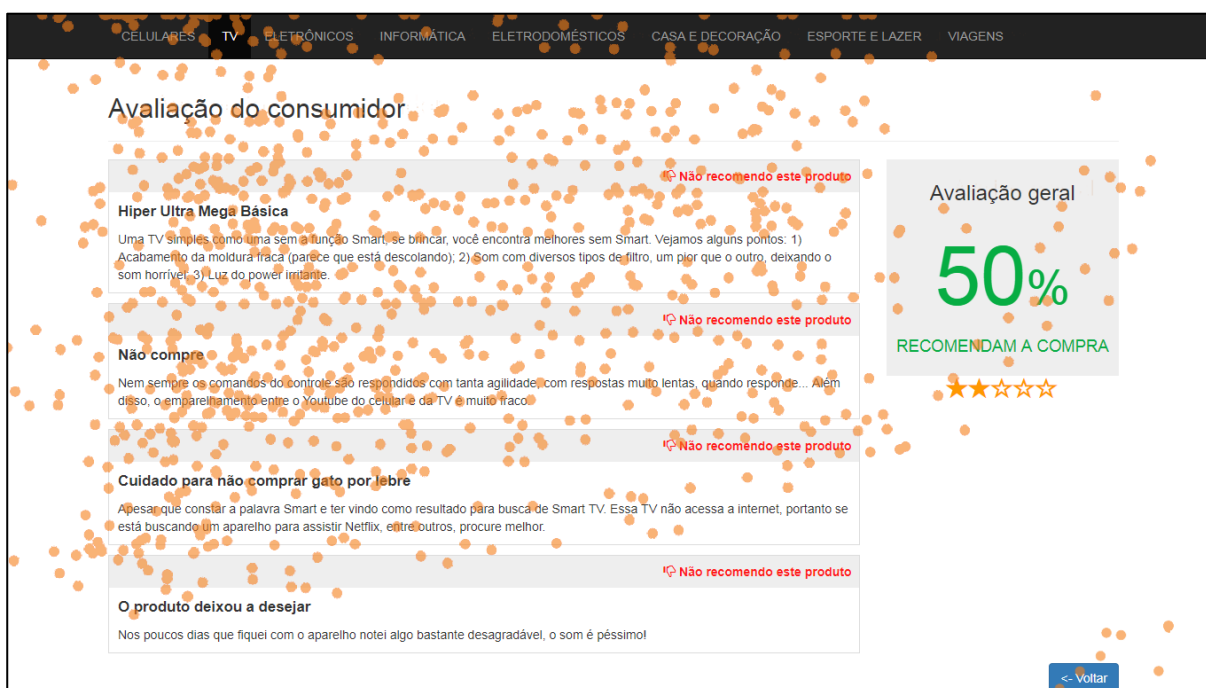 CELULARES TV ELETRÔNICOS INFORMÁTICA ELETRODOMÉSTICOS CASA E DECORAÇÃO ESPORTE E LAZER VIAGENS
Avaliação do consumidor
Não recomendo este produto
Hiper Ultra Mega Básica
Uma TV simples como uma sem a função Smart, se brincar, você encontra melhores sem Smart. Vejamos alguns pontos: 1)
Acabamento da moldura fraca (parece que está descolando); 2) Som com diversos tipos de filtro, um pior que o outro, deixando o
som horrível; 3) Luz do power irritante.
Não recomendo este produto
Não compre
Nem sempre os comandos do controle são respondidos com tanta agilidade, com respostas muito lentas, quando responde... Além
disso, o emparelhamento entre o Youtube do celular e da TV é muito fraco.
Não recomendo este produto
Cuidado para não comprar gato por lebre
Apesar que constar a palavra Smart e ter vindo como resultado para busca de Smart TV. Essa TV não acessa a internet, portanto se
está buscando um aparelho para assistir Netflix, entre outros, procure melhor.
Não recomendo este produto
O produto deixou a desejar
Nos poucos dias que fiquei com o aparelho notei algo bastante desagradável, o som é péssimo!
Avaliação geral
50%
RECOMENDAM A COMPRA
<- Voltar